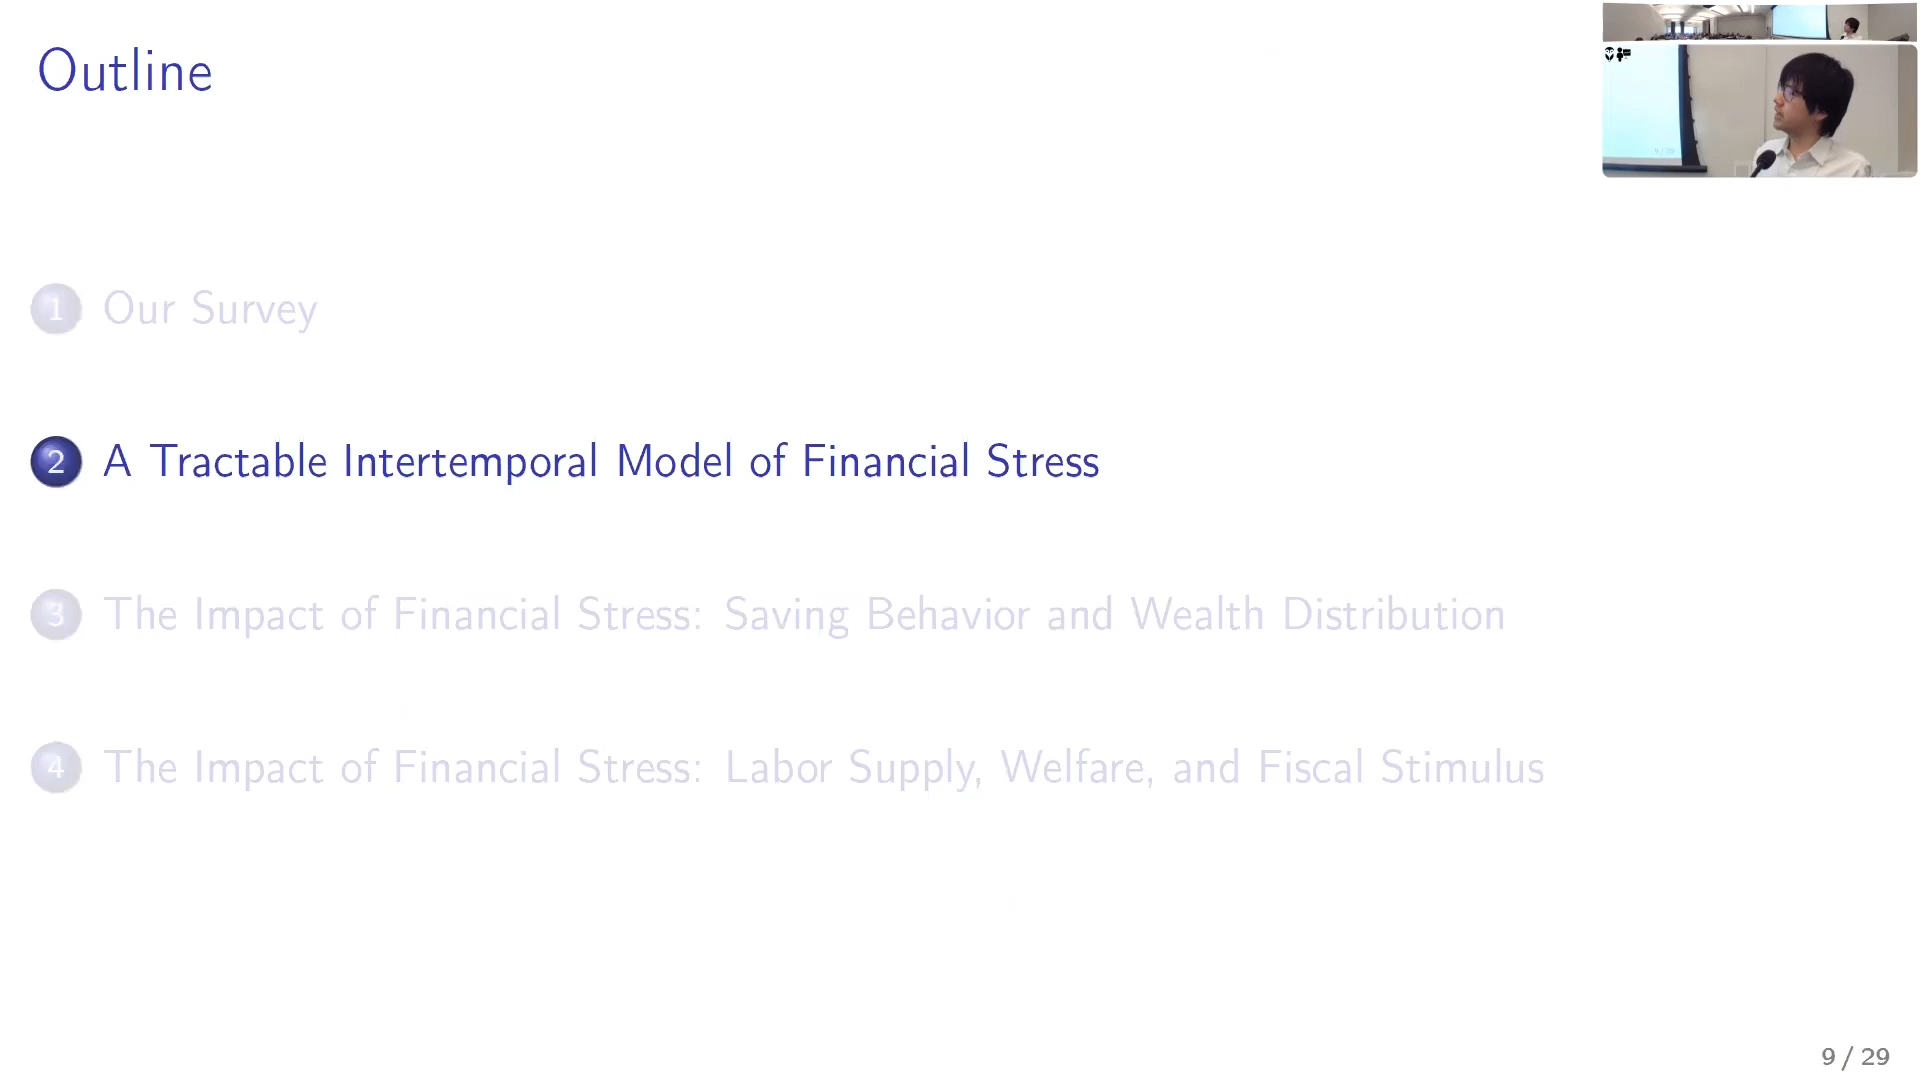 Outline
1 Our Survey
2 A Tractable Intertemporal Model of Financial Stress
3 The Impact of Financial Stress: Saving Behavior and Wealth Distribution
4 The Impact of Financial Stress: Labor Supply, Welfare, and Fiscal Stimulus
9 / 29